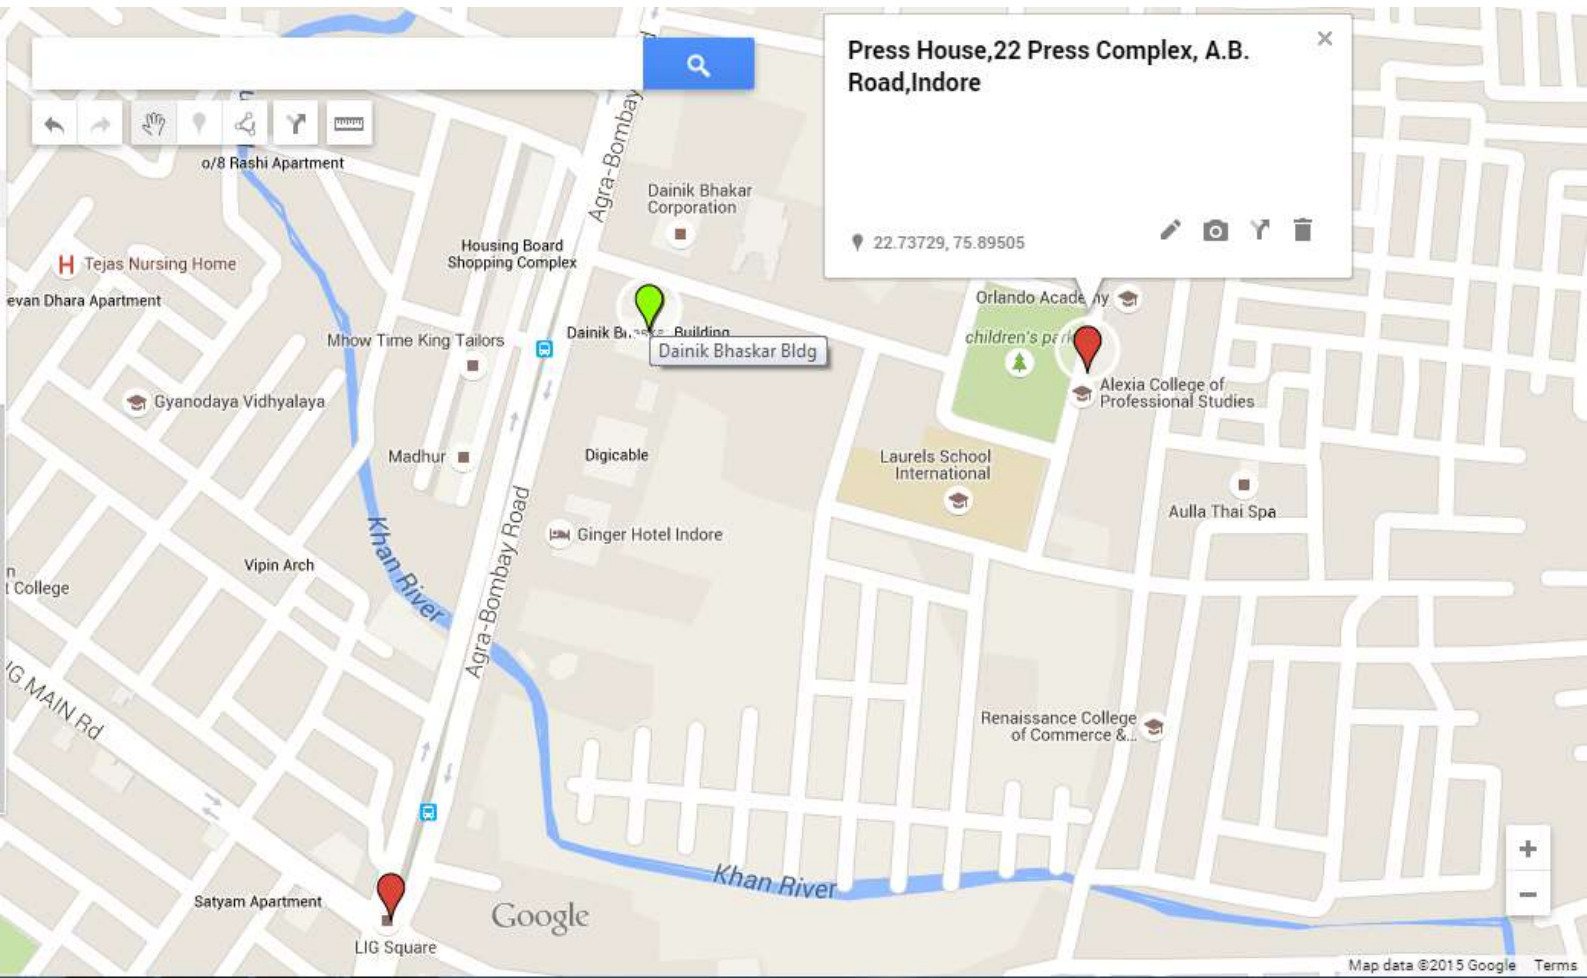 Press House,22 Press Complex, A.B.
Road,Indore
22.73729, 75.89505
o/8 Rashi Apartment
Agra-Bombay
Dainik Bhakar
Corporation
Housing Board
Shopping Complex
Tejas Nursing Home
evan Dhara Apartment
Orlando Academy
children's park
Dainik Building
Dainik Bhaskar Bldg
Mhow Time King Tailors
Alexia College of
Professional Studies
Gyanodaya Vidhyalaya
Madhur
Digicable
Laurels School
International
Aulla Thai Spa
Ginger Hotel Indore
Khan River
Agra-Bombay Road
Vipin Arch
n
t College
IG MAIN Rd
Renaissance College
of Commerce &...
Khan River
Satyam Apartment
Google
LIG Square
Map data ©2015 Google Terms